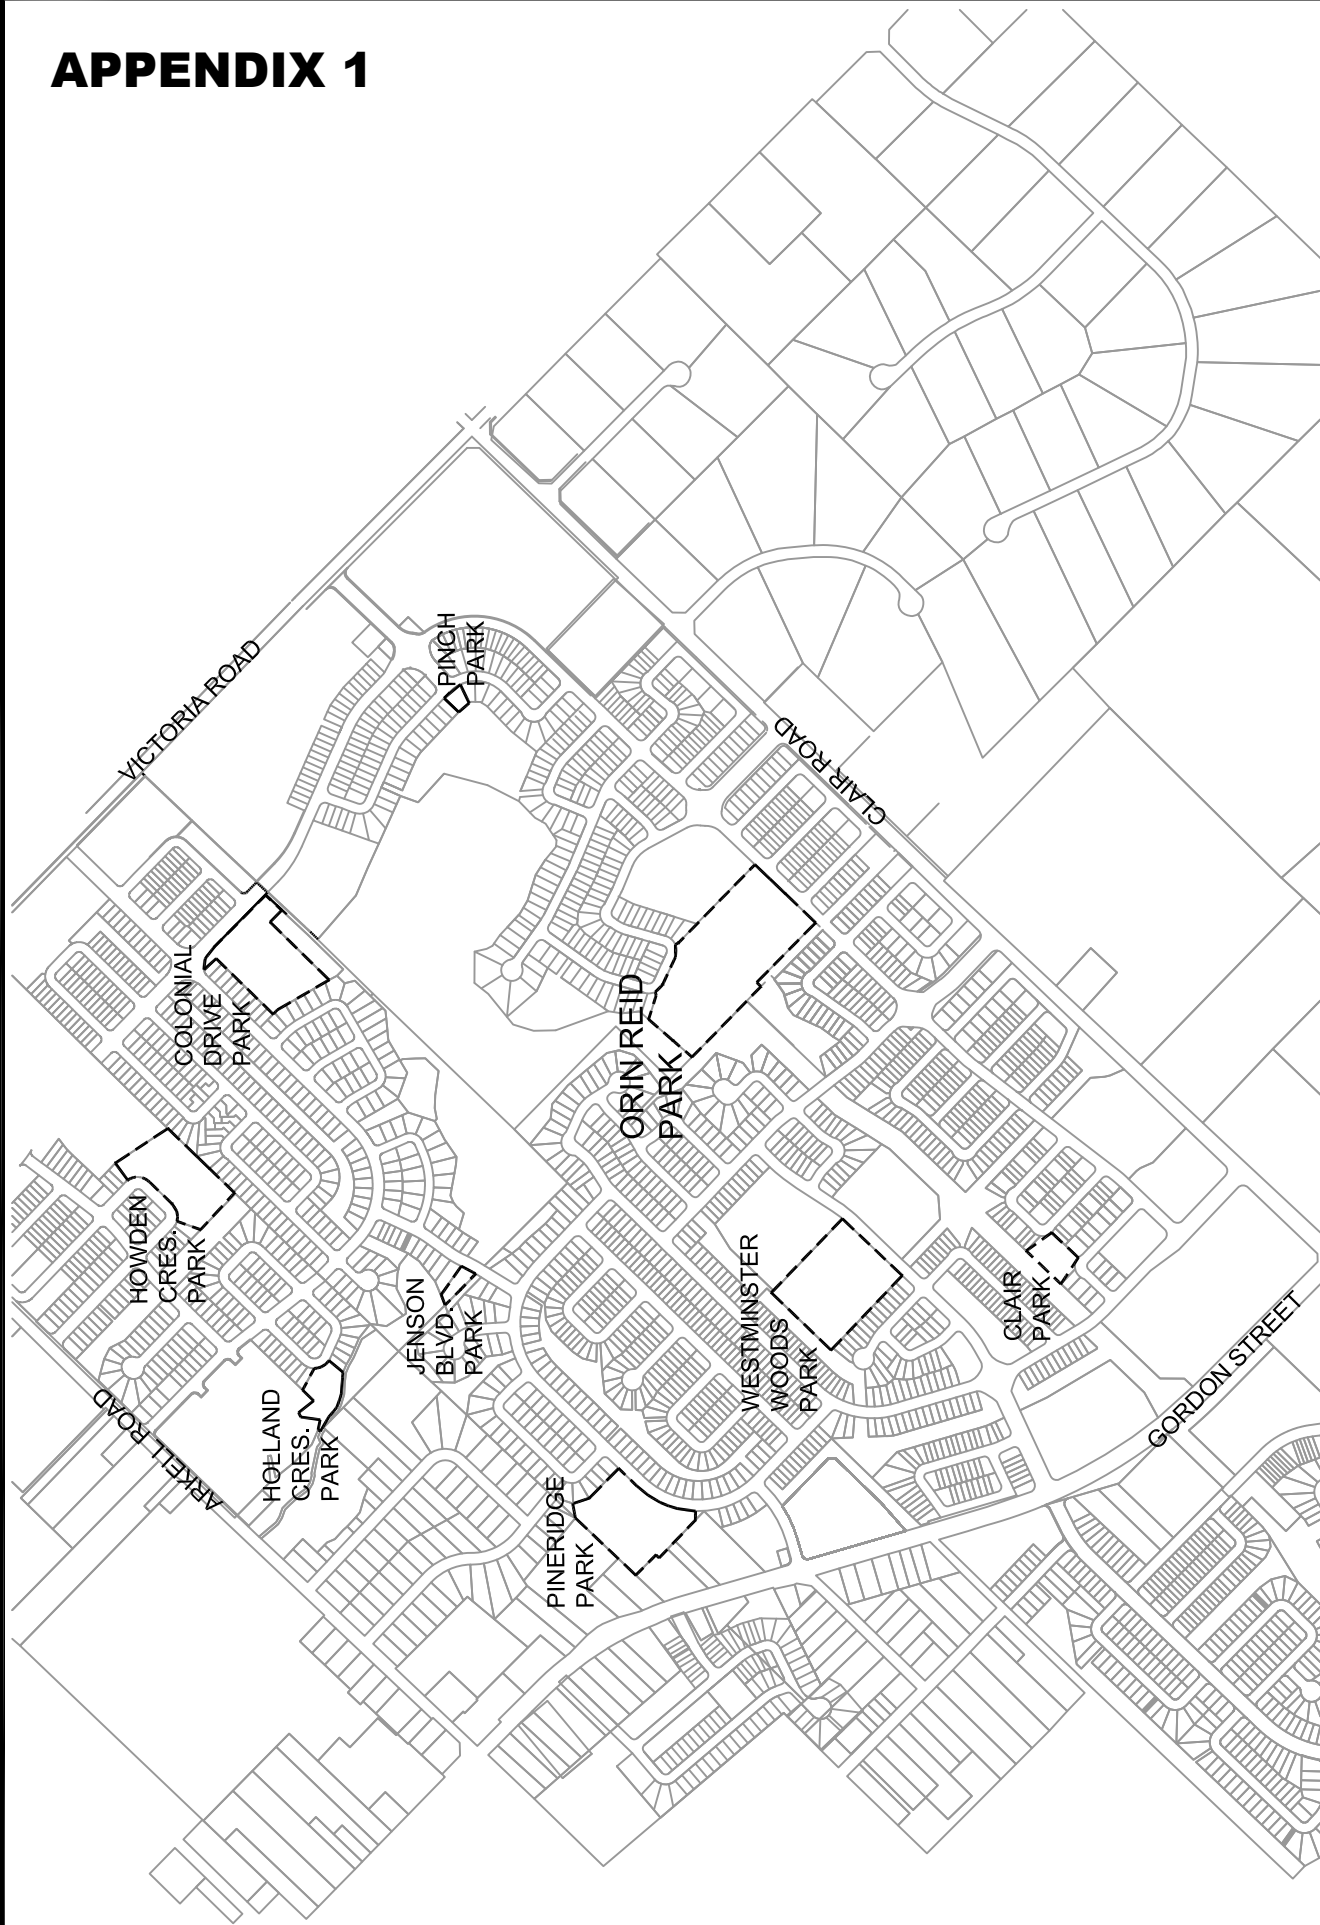 APPENDIX 1
VICTORIA ROAD
PINCH
PARK
CLAIR ROAD
COLONIAL
DRIVE
PARK
ORIN REID
PARK
HOWDEN
CRES.
PARK
JENSON
BLVD.
PARK
WESTMINSTER
WOODS
PARK
CLAIR
PARK
GORDON STREET
ARKELL ROAD
HOLLAND
CRES.
PARK
PINERIDGE
PARK